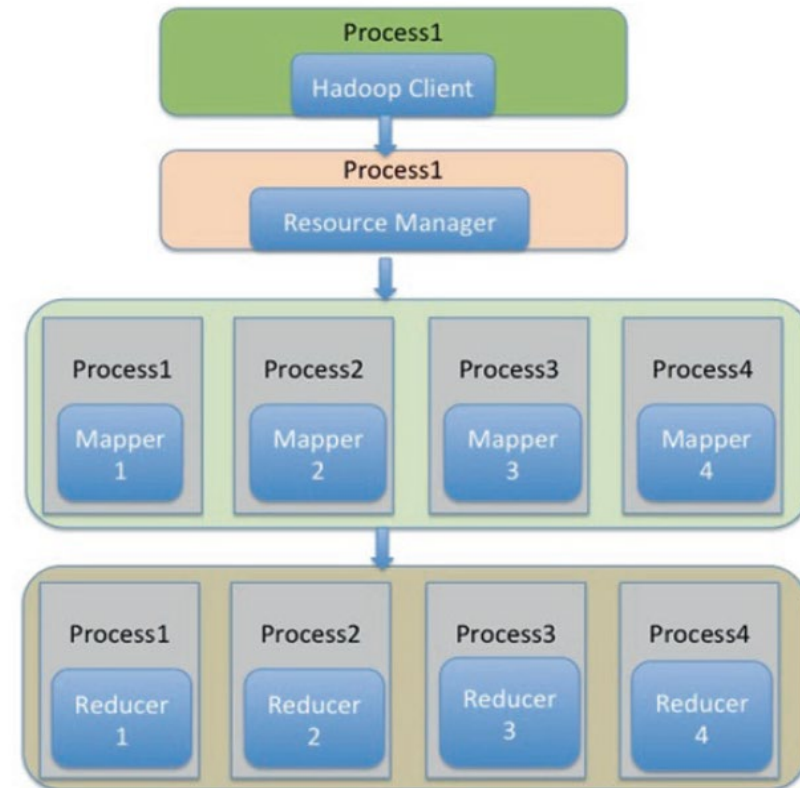 Process1
Hadoop Client
Process1
Resource Manager
Process1
Process2
Process3
Process4
Mapper
1
Mapper
2
Mapper
3
Mapper
4
Process1
Process2
Process3
Process4
Reducer
1
Reducer
2
Reducer
3
Reducer
4